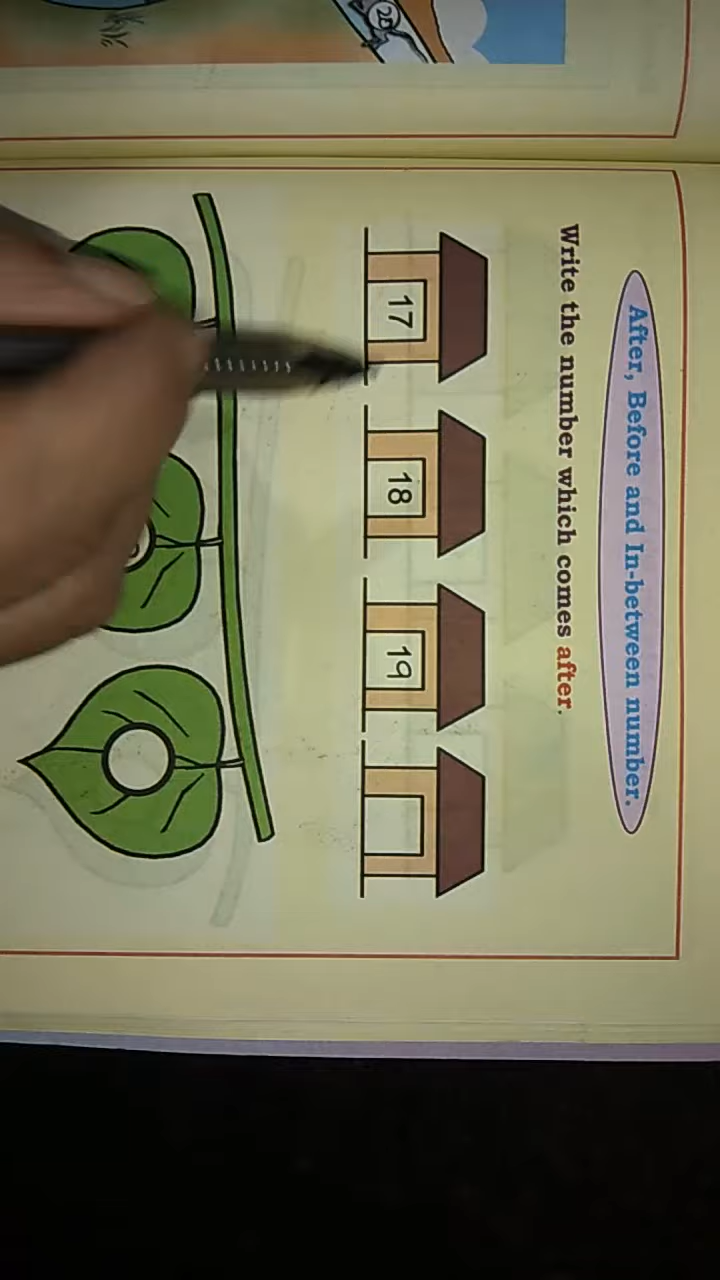 After, Before and In-between number.
Write the number which comes after.
17 18 19